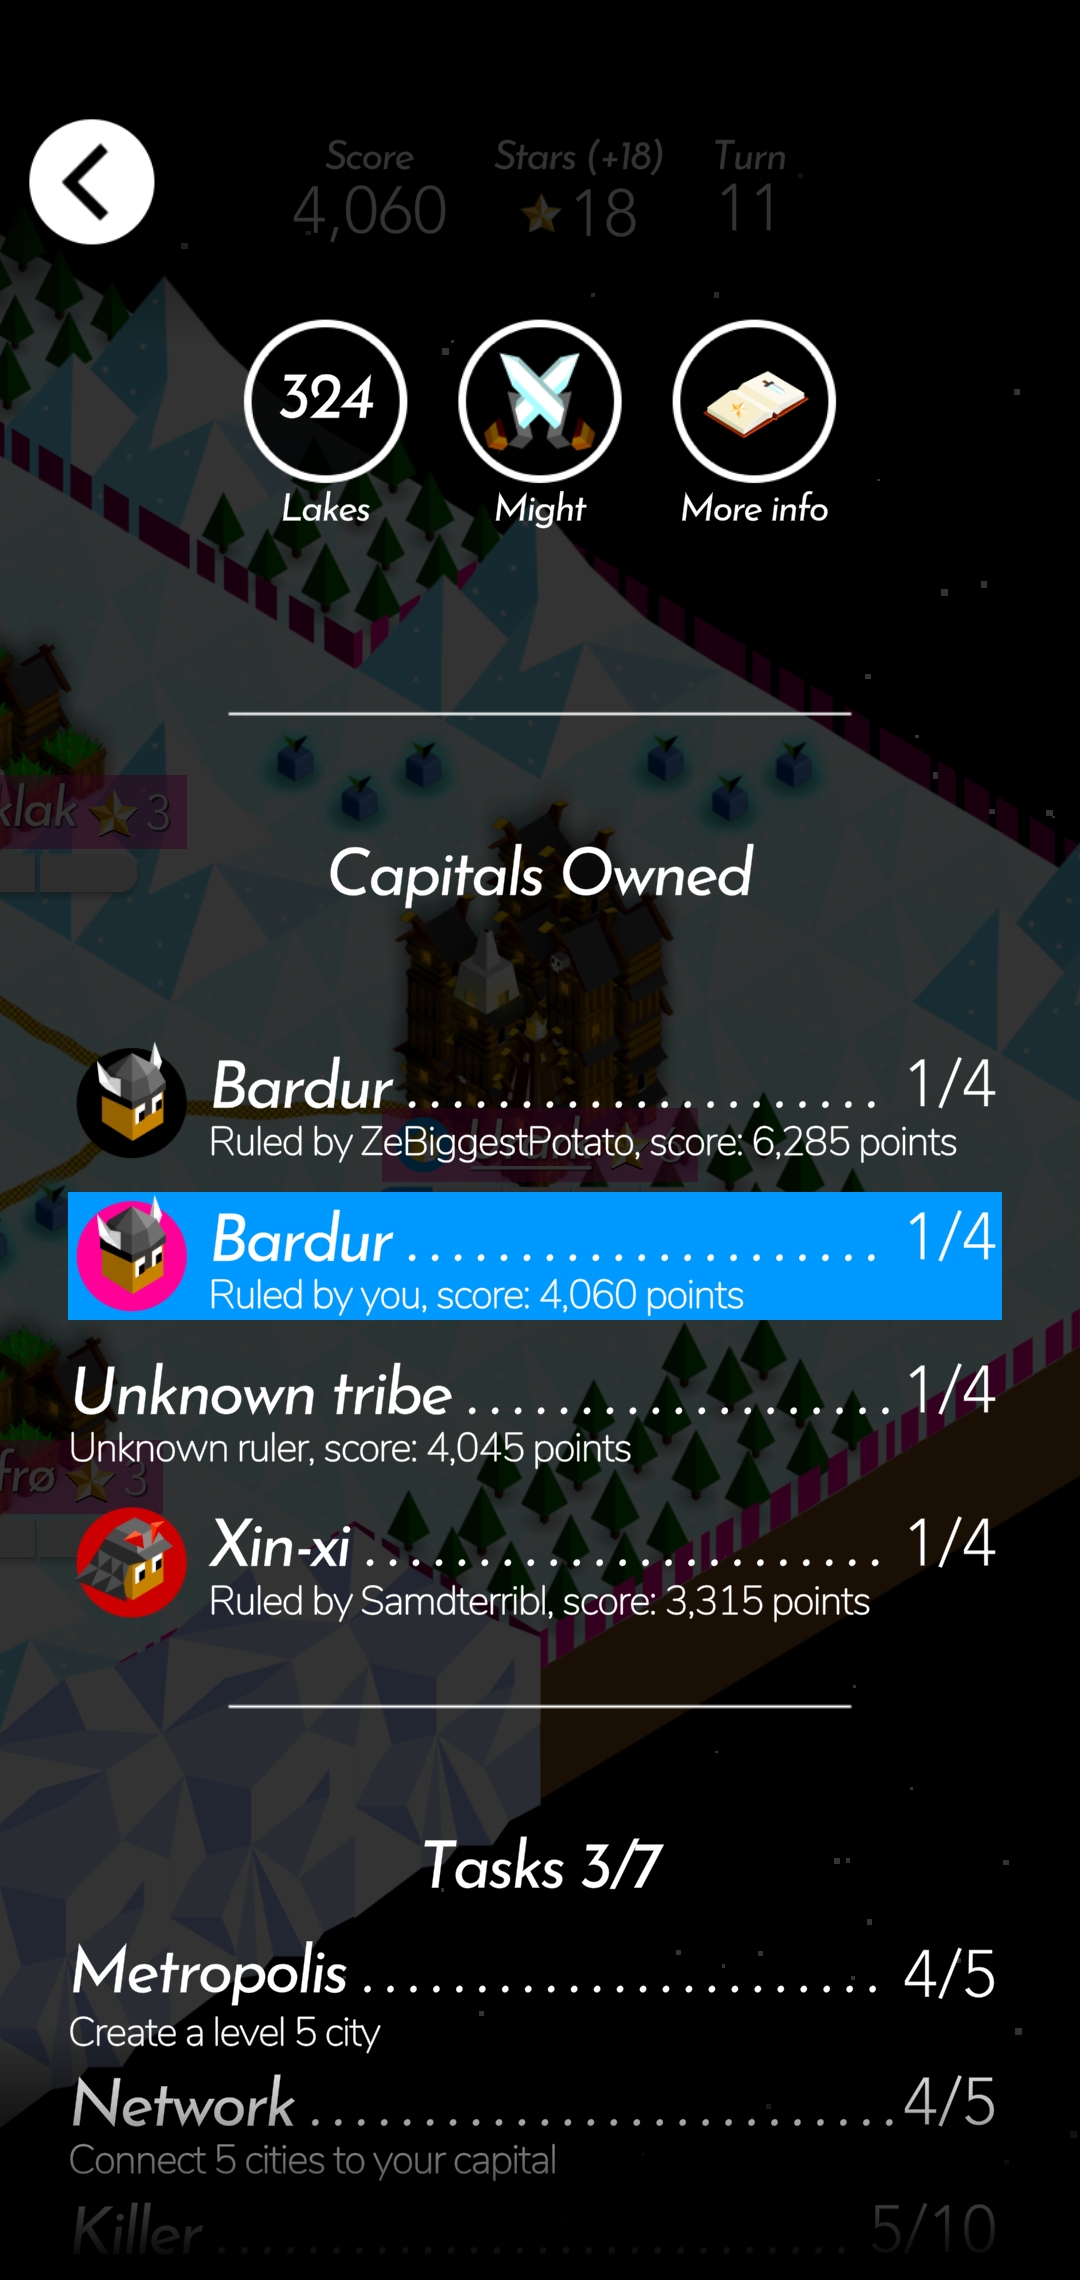 Score Stars (+18) Turn
4,060 18 11
324
Lakes Might More info
klak 3
Capitals Owned
Bardur 1/4
Ruled by ZeBiggestPotato, score: 6,285 points
Bardur 1/4
Ruled by you, score: 4,060 points
Unknown tribe 1/4
Unknown ruler, score: 4,045 points
frø 3
Xin-xi 1/4
Ruled by Samdterribl, score: 3,315 points
Tasks 3/7
Metropolis 4/5
Create a level 5 city
Network 4/5
Connect 5 cities to your capital
Killer 5/10